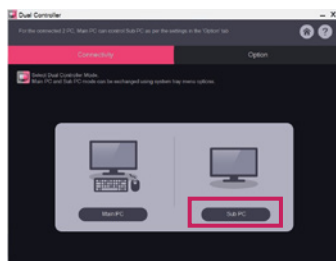 Dual Controller
For the connected 2 PC, Main PC can control Sub PC as per the settings in the 'Option' tab
Connectivity
Option
Select Dual Controller Mode.
Main PC and Sub PC mode can be exchanged using system tray menu options.
Main PC
Sub PC